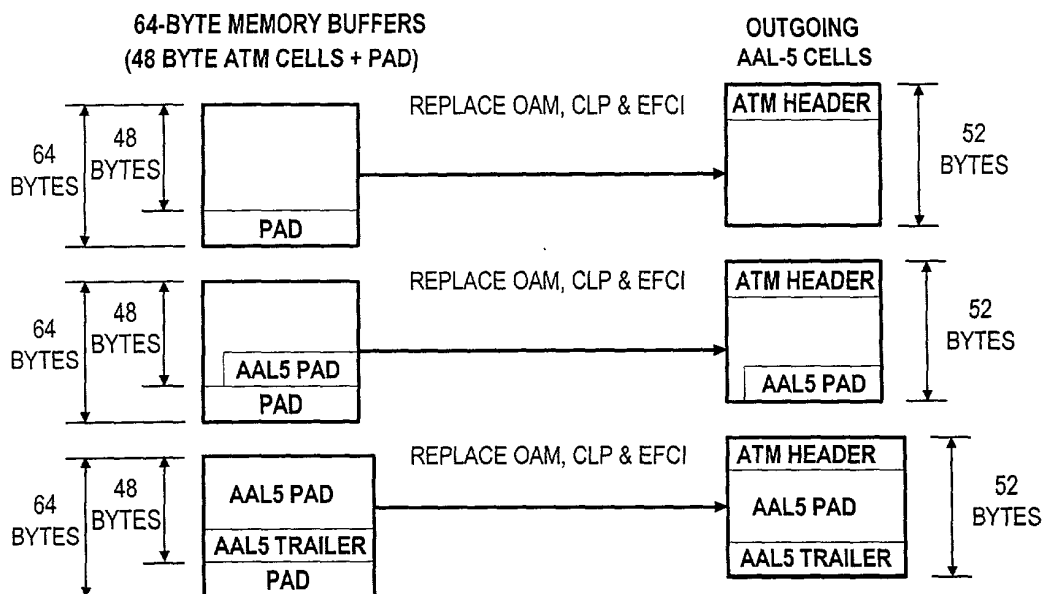 64-BYTE MEMORY BUFFERS
(48 BYTE ATM CELLS + PAD)
OUTGOING
AAL-5 CELLS
64
BYTES
48
BYTES
PAD
REPLACE OAM, CLP & EFCI
ATM HEADER
52
BYTES
64
BYTES
48
BYTES
AAL5 PAD
PAD
REPLACE OAM, CLP & EFCI
ATM HEADER
AAL5 PAD
52
BYTES
64
BYTES
48
BYTES
AAL5 PAD
AAL5 TRAILER
PAD
REPLACE OAM, CLP & EFCI
ATM HEADER
AAL5 PAD
AAL5 TRAILER
52
BYTES